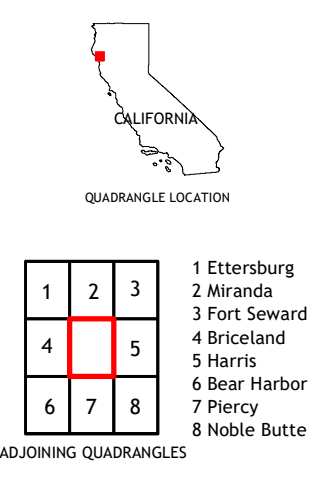 CALIFORNIA
QUADRANGLE LOCATION
1 2 3
4 5
6 7 8
ADJOINING QUADRANGLES
1 Ettersburg
2 Miranda
3 Fort Seward
4 Briceland
5 Harris
6 Bear Harbor
7 Piercy
8 Noble Butte